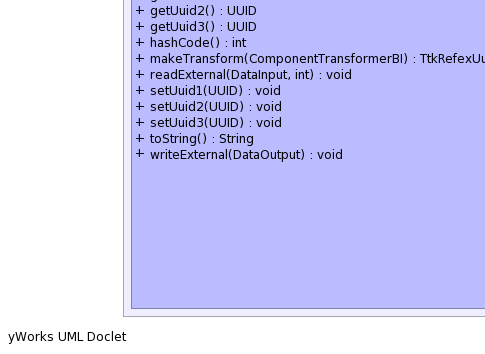 + getUuid2() : UUID
+ getUuid3() : UUID
+ hashCode() : int
+ makeTransform(ComponentTransformerBI) : TtkRefexUu
+ readExternal(DataInput, int) : void
+ setUuid1(UUID) : void
+ setUuid2(UUID) : void
+ setUuid3(UUID) : void
+ toString() : String
+ writeExternal(DataOutput) : void
yWorks UML Doclet